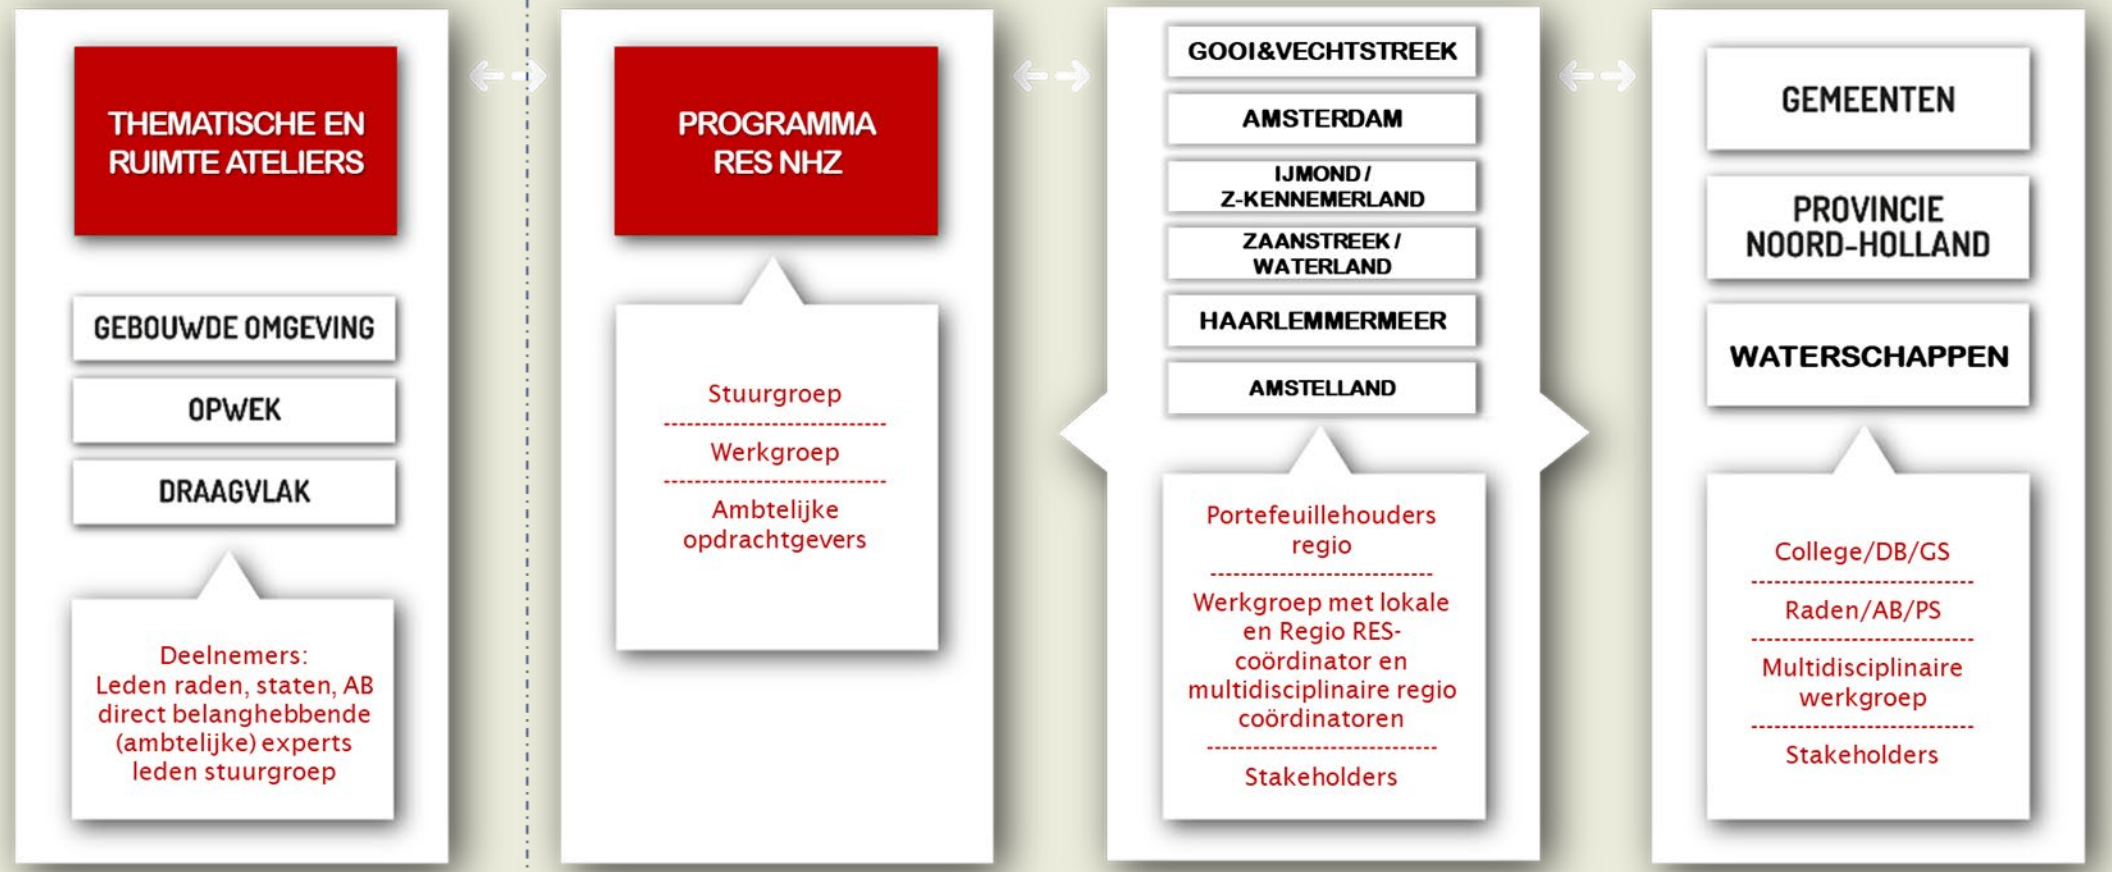 THEMATISCHE EN
RUIMTE ATELIERS
GEBOUWDE OMGEVING
OPWEK
DRAAGVLAK
Deelnemers:
Leden raden, staten, AB
direct belanghebbende
(ambtelijke) experts
leden stuurgroep
PROGRAMMA
RES NHZ
Stuurgroep
Werkgroep
Ambtelijke
opdrachtgevers
GOOI&VECHTSTREEK
AMSTERDAM
IJMOND /
Z-KENNEMERLAND
ZAANSTREEK /
WATERLAND
HAARLEMMERMEER
AMSTELLAND
Portefeuillehouders
regio
Werkgroep met lokale
en Regio RES-
coördinator en
multidisciplinaire regio
coördinatoren
Stakeholders
GEMEENTEN
PROVINCIE
NOORD-HOLLAND
WATERSCHAPPEN
College/DB/GS
Raden/AB/PS
Multidisciplinaire
werkgroep
Stakeholders